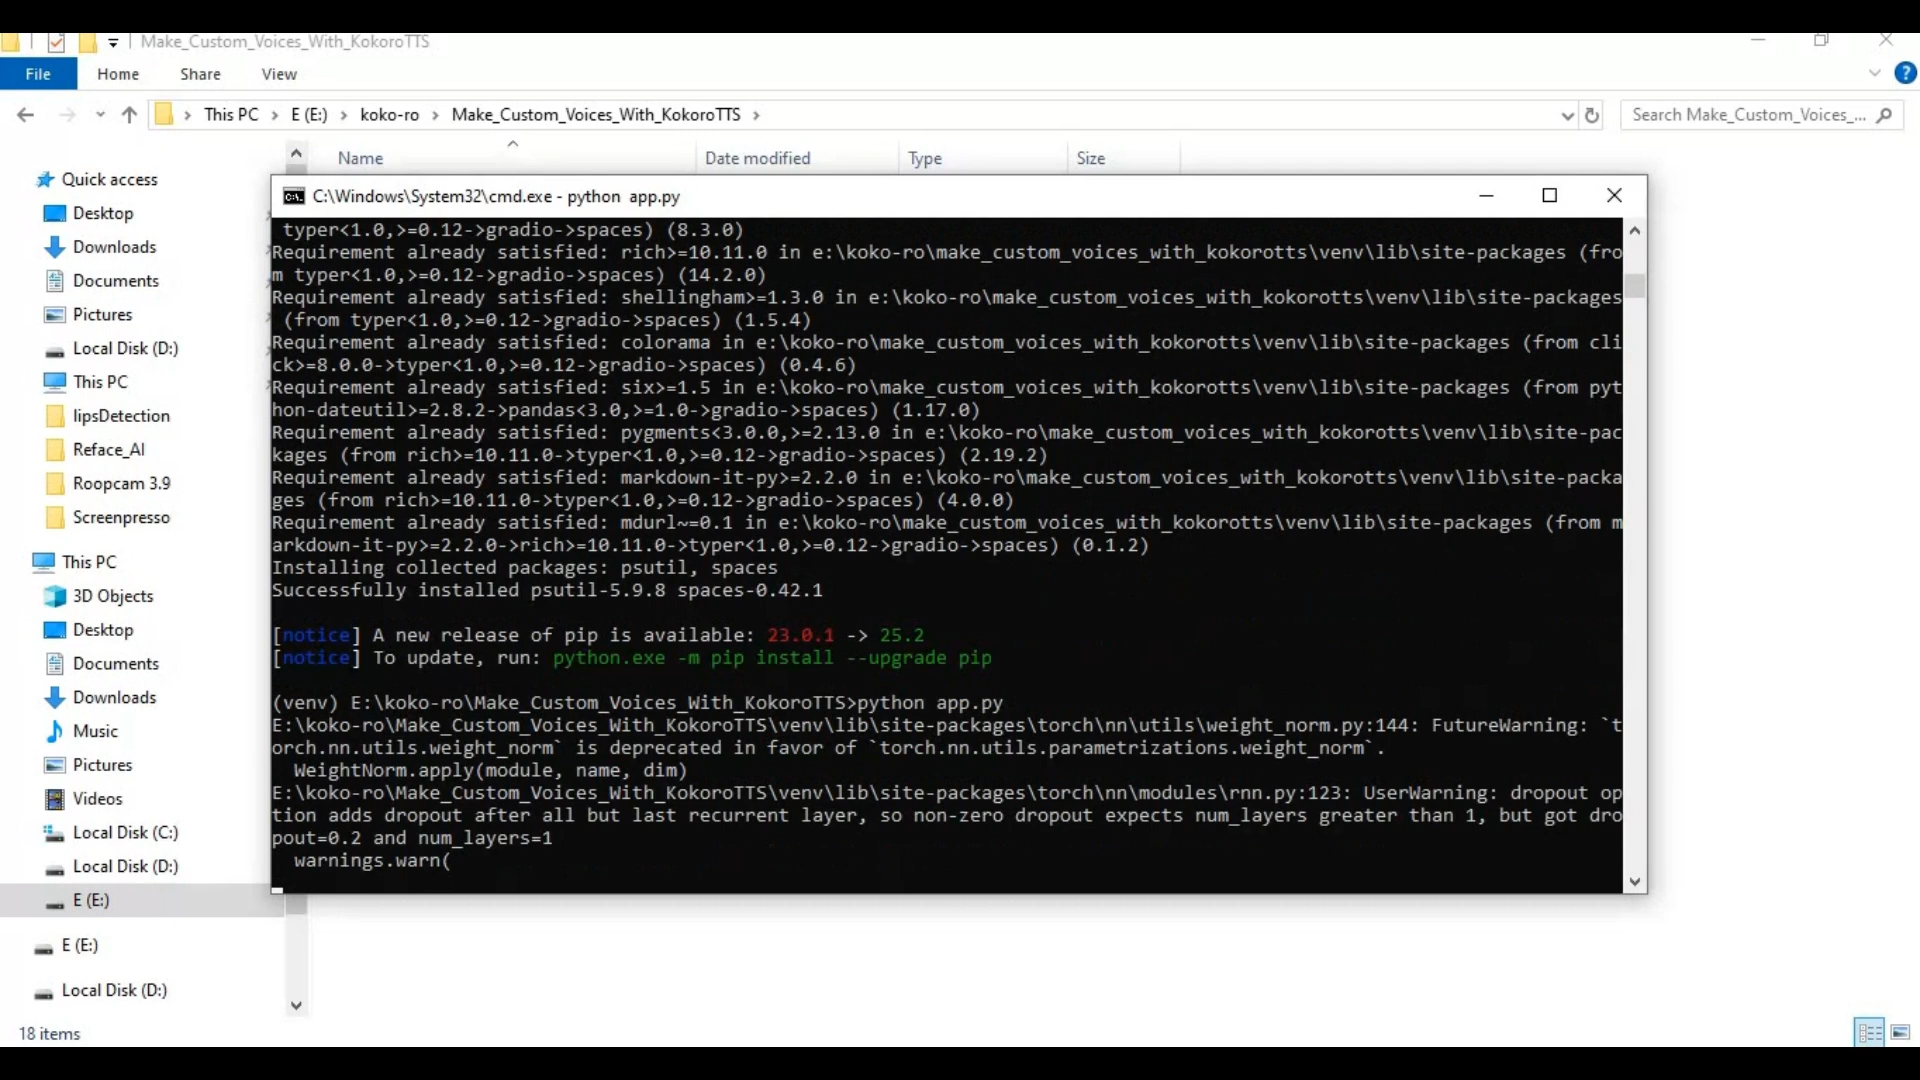 Make_Custom_Voices_With_KokoroTTS
File Home Share View
This PC E (E:) koko-ro Make_Custom_Voices_With_KokoroTTS
Search Make_Custom_Voices_...
Name Date modified Type Size
Quick access
Desktop
Downloads
Documents
Pictures
Local Disk (D:)
This PC
lipsDetection
Reface_AI
Roopcam 3.9
Screenpresso
This PC
3D Objects
Desktop
Documents
Downloads
Music
Pictures
Videos
Local Disk (C:)
Local Disk (D:)
E (E:)
E (E:)
Local Disk (D:)
18 items
C:\Windows\System32\cmd.exe - python  app.py
typer<1.0,>=0.12->gradio->spaces) (8.3.0)
Requirement already satisfied: rich>=10.11.0 in e:\koko-ro\make_custom_voices_with_kokorotts\venv\lib\site-packages (fro
m typer<1.0,>=0.12->gradio->spaces) (14.2.0)
Requirement already satisfied: shellingham>=1.3.0 in e:\koko-ro\make_custom_voices_with_kokorotts\venv\lib\site-packages
(from typer<1.0,>=0.12->gradio->spaces) (1.5.4)
Requirement already satisfied: colorama in e:\koko-ro\make_custom_voices_with_kokorotts\venv\lib\site-packages (from cli
ck>=8.0.0->typer<1.0,>=0.12->gradio->spaces) (0.4.6)
Requirement already satisfied: six>=1.5 in e:\koko-ro\make_custom_voices_with_kokorotts\venv\lib\site-packages (from pyt
hon-dateutil>=2.8.2->pandas<3.0,>=1.0->gradio->spaces) (1.17.0)
Requirement already satisfied: pygments<3.0.0,>=2.13.0 in e:\koko-ro\make_custom_voices_with_kokorotts\venv\lib\site-pac
kages (from rich>=10.11.0->typer<1.0,>=0.12->gradio->spaces) (2.19.2)
Requirement already satisfied: markdown-it-py>=2.2.0 in e:\koko-ro\make_custom_voices_with_kokorotts\venv\lib\site-packa
ges (from rich>=10.11.0->typer<1.0,>=0.12->gradio->spaces) (4.0.0)
Requirement already satisfied: mdurl~=0.1 in e:\koko-ro\make_custom_voices_with_kokorotts\venv\lib\site-packages (from m
arkdown-it-py>=2.2.0->rich>=10.11.0->typer<1.0,>=0.12->gradio->spaces) (0.1.2)
Installing collected packages: psutil, spaces
Successfully installed psutil-5.9.8 spaces-0.42.1
[notice] A new release of pip is available: 23.0.1 -> 25.2
[notice] To update, run: python.exe -m pip install --upgrade pip
(venv) E:\koko-ro\Make_Custom_Voices_With_KokoroTTS>python app.py
E:\koko-ro\Make_Custom_Voices_With_KokoroTTS\venv\lib\site-packages\torch\nn\utils\weight_norm.py:144: FutureWarning: `t
orch.nn.utils.weight_norm` is deprecated in favor of `torch.nn.utils.parametrizations.weight_norm`.
WeightNorm.apply(module, name, dim)
E:\koko-ro\Make_Custom_Voices_With_KokoroTTS\venv\lib\site-packages\torch\nn\modules\rnn.py:123: UserWarning: dropout op
tion adds dropout after all but last recurrent layer, so non-zero dropout expects num_layers greater than 1, but got dro
pout=0.2 and num_layers=1
warnings.warn(